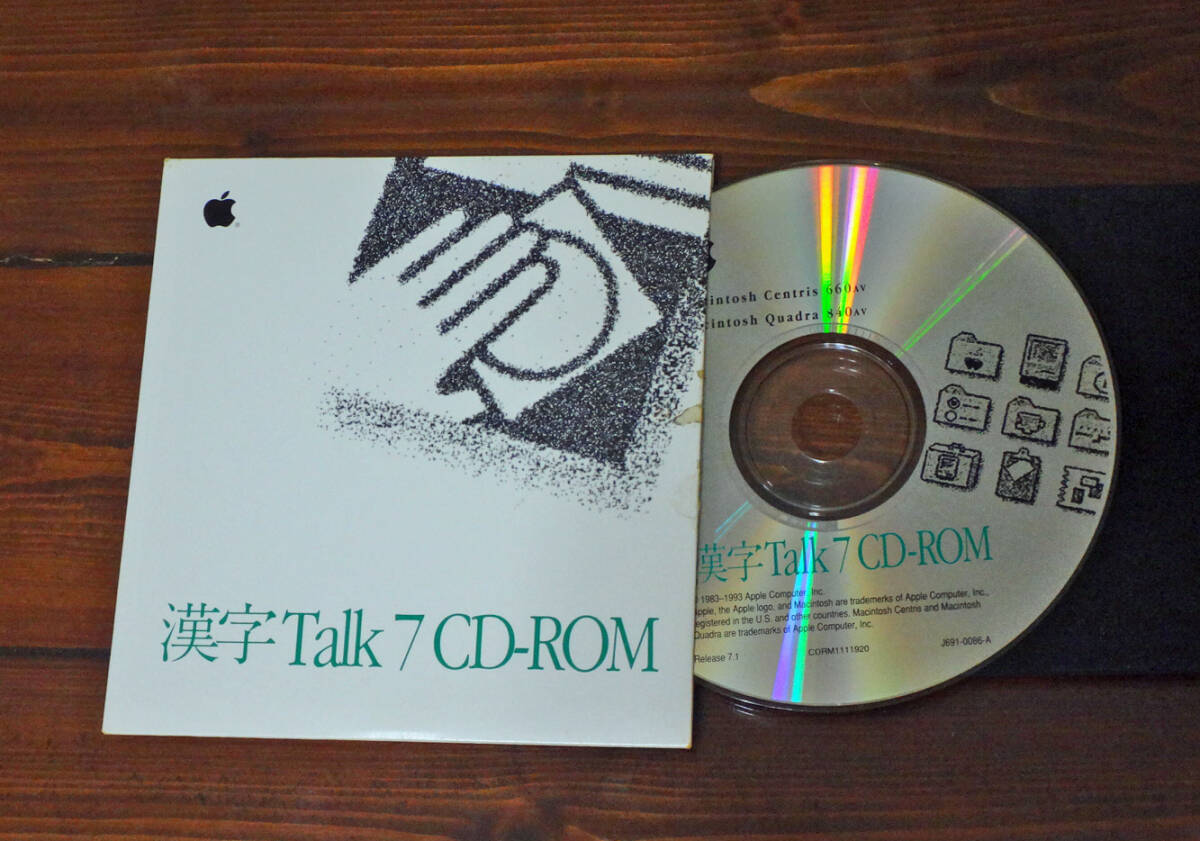 漢字Talk 7 CD-ROM
intosh Centris 660AV
intosh Quadra 840AV
漢字Talk 7 CD-ROM
1983-1993 Apple Computer, Inc.
Apple, the Apple logo, and Macintosh are trademerks of Apple Computer, Inc.,
egistered in the U.S. and other countries. Macintosh Centris and Macintosh
Quadra are trademarks of Apple Computer, Inc.
Release 7.1
CDRM1111920
J691-0086-A